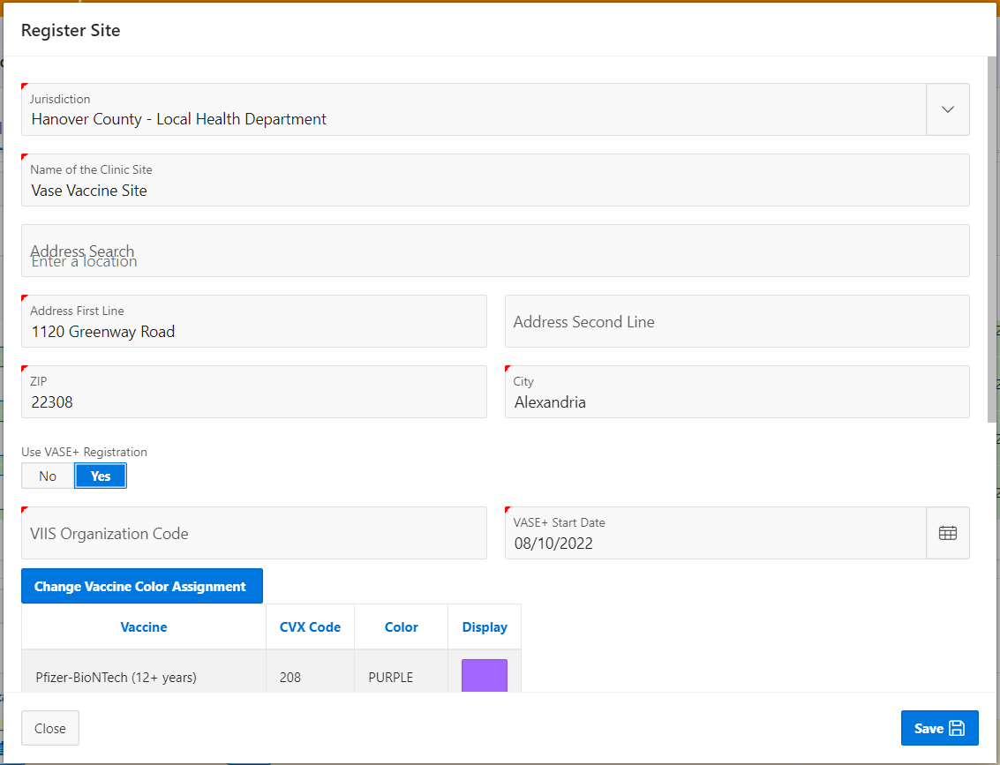 Register Site
Jurisdiction
Hanover County - Local Health Department
Name of the Clinic Site
Vase Vaccine Site
Address Search
Enter a location
Address First Line
1120 Greenway Road
Address Second Line
ZIP
22308
City
Alexandria
Use VASE+ Registration
No Yes
VIIS Organization Code
VASE+ Start Date
08/10/2022
Change Vaccine Color Assignment
Vaccine CVX Code Color Display
Pfizer-BioNTech (12+ years) 208 PURPLE
Close Save